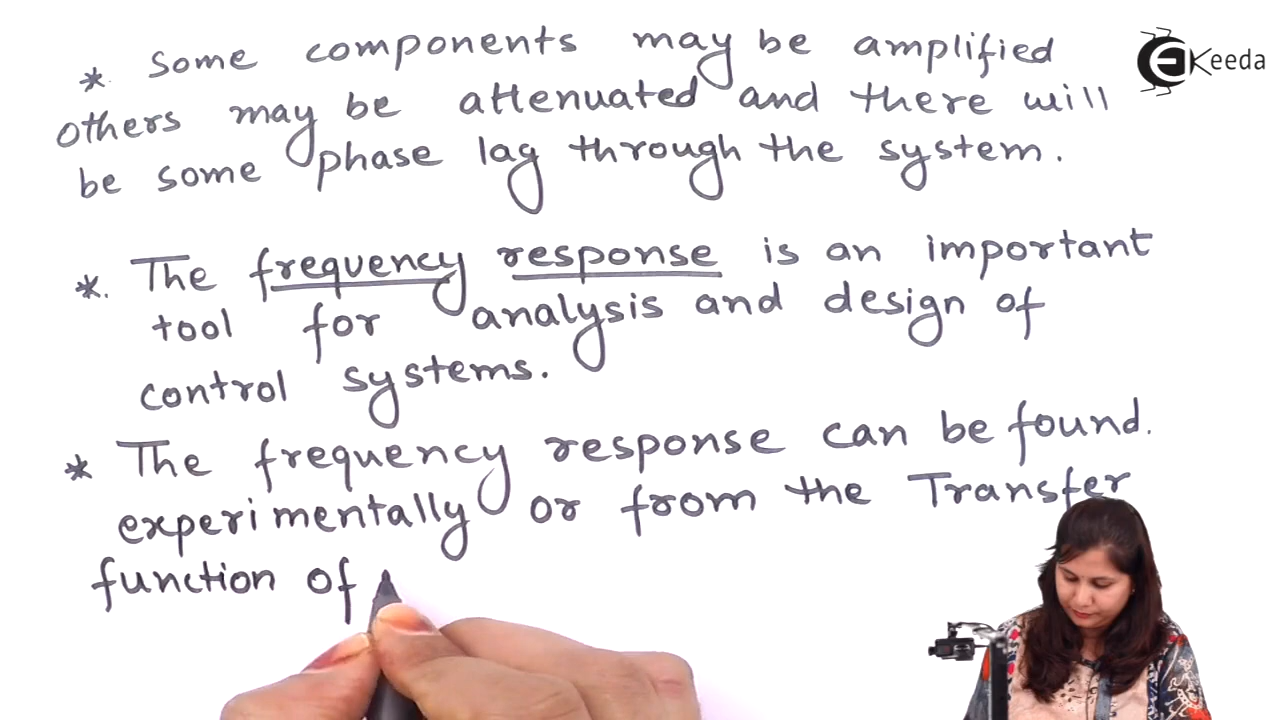 * Some components may be amplified
others may be attenuated and there will
be some phase lag through the system.
*. The frequency response is an important
tool for analysis and design of
control systems.
* The frequency response can be found.
experimentally or from the Transfer
function of
EKeeda